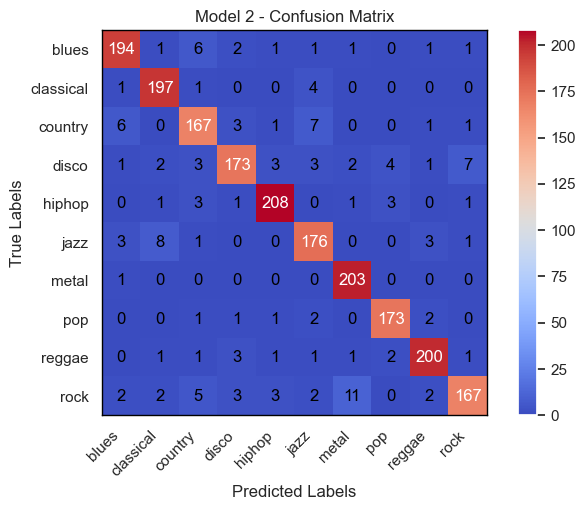 Model 2 - Confusion Matrix
blues 194 1 6 2 1 1 1 0 1 1
classical 1 197 1 0 0 4 0 0 0 0
country 6 0 167 3 1 7 0 0 1 1
disco 1 2 3 173 3 3 2 4 1 7
hiphop 0 1 3 1 208 0 1 3 0 1
jazz 3 8 1 0 0 176 0 0 3 1
metal 1 0 0 0 0 0 203 0 0 0
pop 0 0 1 1 1 2 0 173 2 0
reggae 0 1 1 3 1 1 1 2 200 1
rock 2 2 5 3 3 2 11 0 2 167
blues classical country disco hiphop jazz metal pop reggae rock
Predicted Labels
True Labels
200
175
150
125
100
75
50
25
0